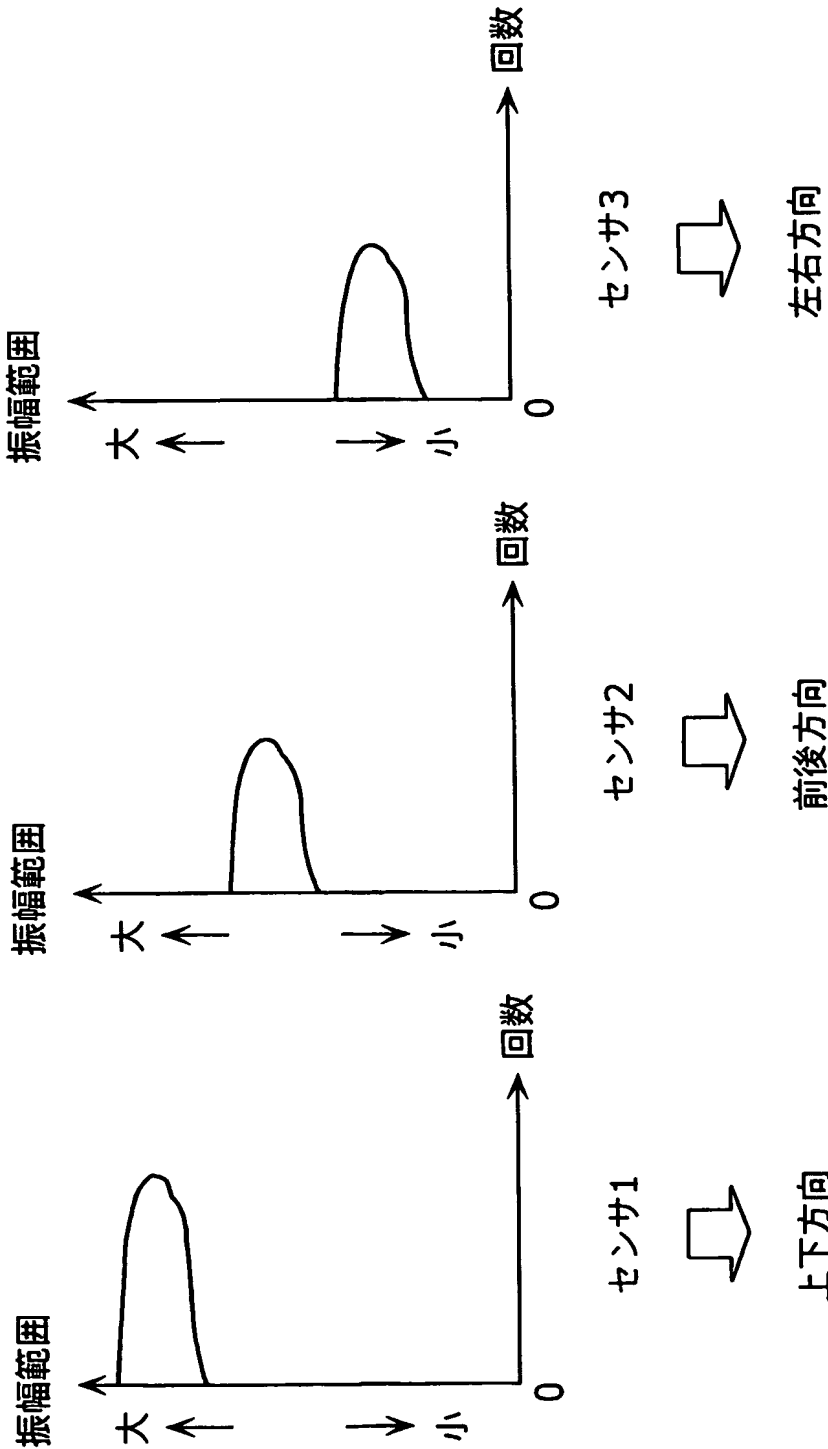 振幅範囲
大
小
0
回数
センサ1
上下方向
振幅範囲
大
小
0
回数
センサ2
前後方向
振幅範囲
大
小
0
回数
センサ3
左右方向